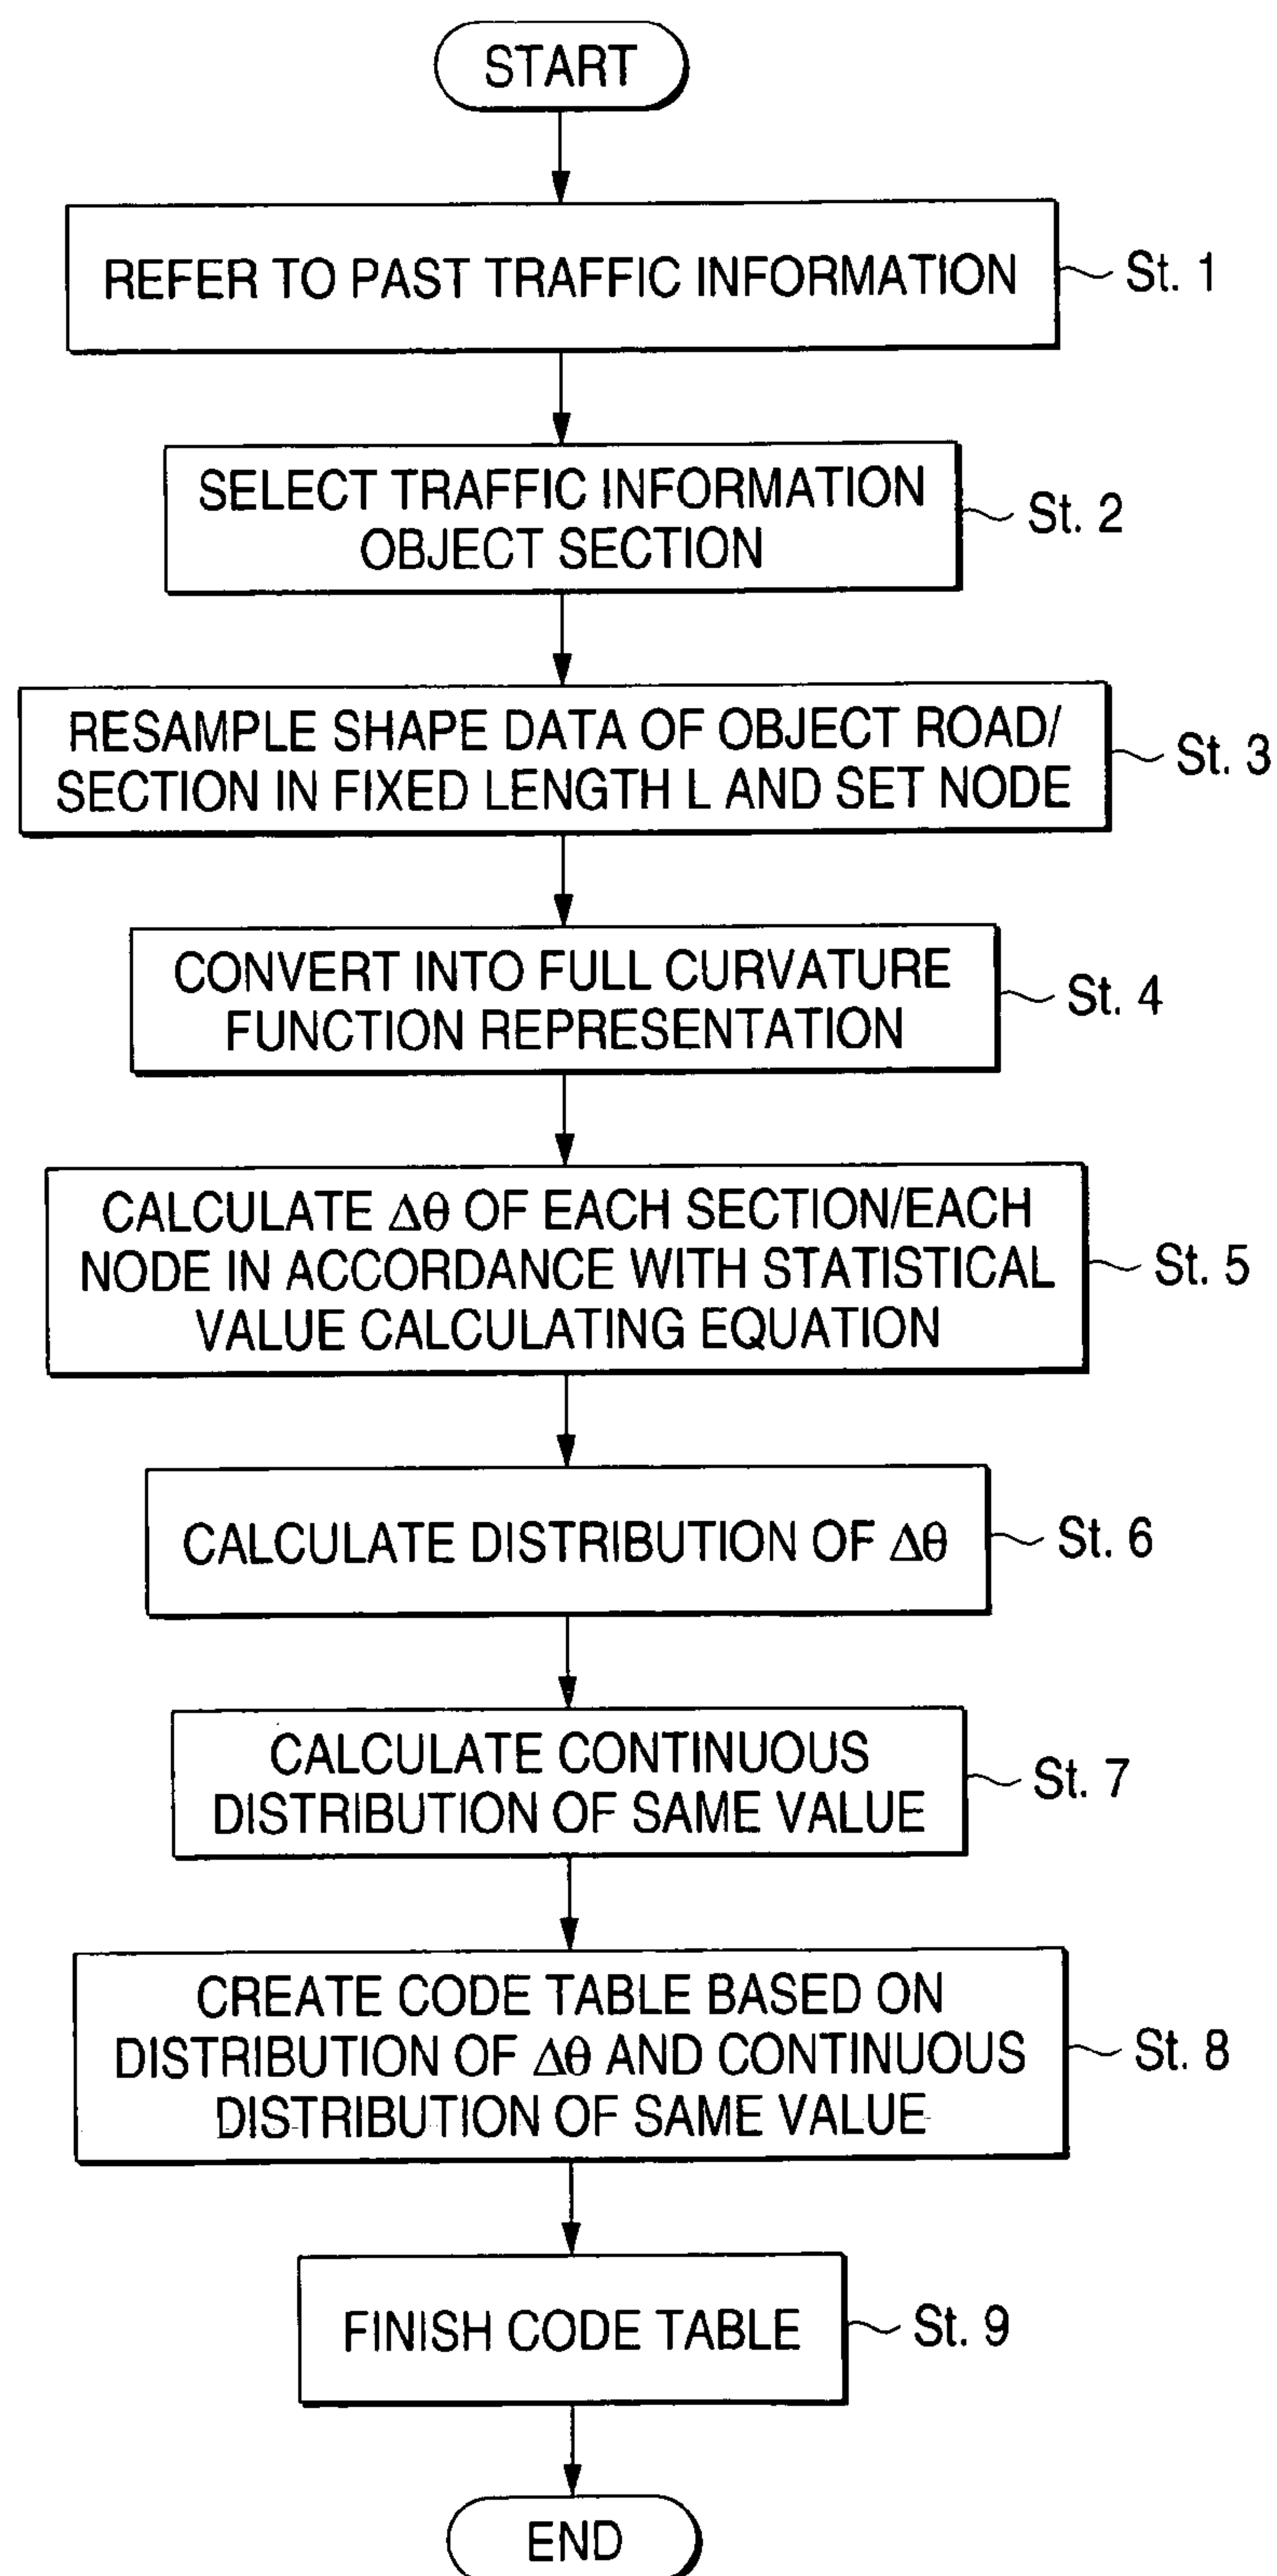 START
REFER TO PAST TRAFFIC INFORMATION
St. 1
SELECT TRAFFIC INFORMATION
OBJECT SECTION
St. 2
RESAMPLE SHAPE DATA OF OBJECT ROAD/
SECTION IN FIXED LENGTH L AND SET NODE
St. 3
CONVERT INTO FULL CURVATURE
FUNCTION REPRESENTATION
St. 4
CALCULATE Δθ OF EACH SECTION/EACH
NODE IN ACCORDANCE WITH STATISTICAL
VALUE CALCULATING EQUATION
St. 5
CALCULATE DISTRIBUTION OF Δθ
St. 6
CALCULATE CONTINUOUS
DISTRIBUTION OF SAME VALUE
St. 7
CREATE CODE TABLE BASED ON
DISTRIBUTION OF Δθ AND CONTINUOUS
DISTRIBUTION OF SAME VALUE
St. 8
FINISH CODE TABLE
St. 9
END